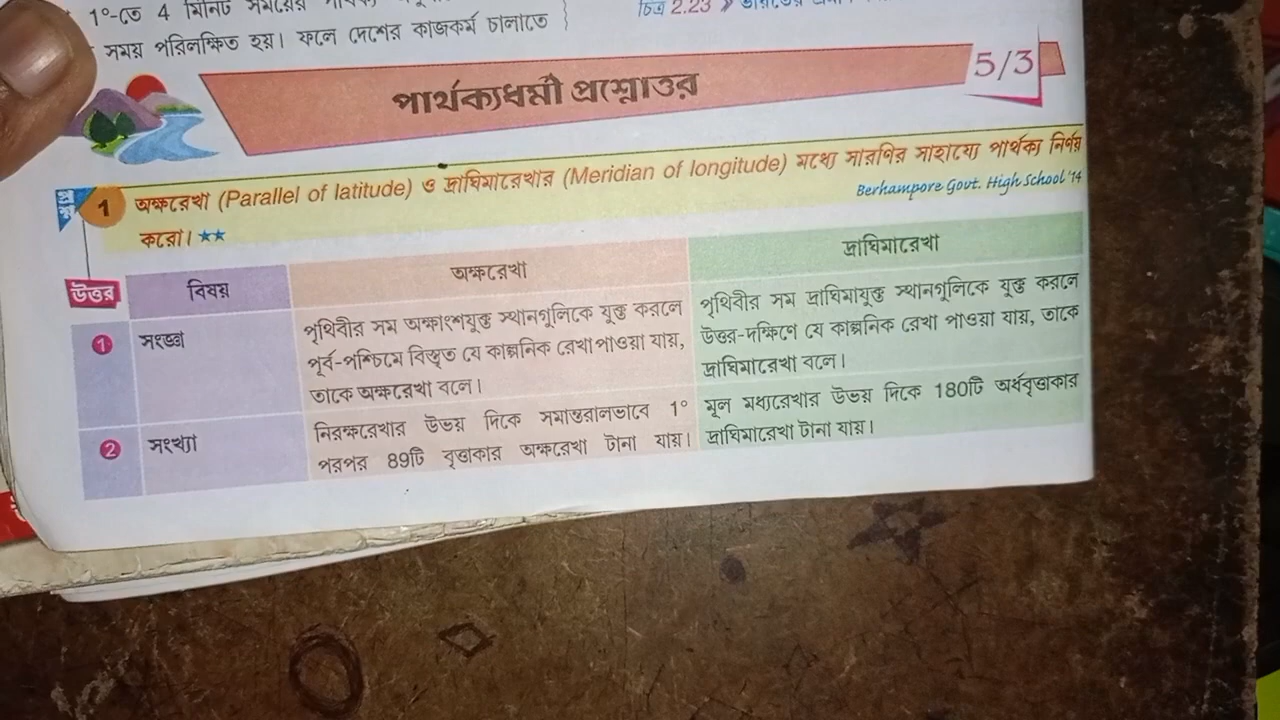 1°-তে 4 মিনিট সময়ের
সময় পরিলক্ষিত হয়। ফলে দেশের কাজকর্ম চালাতে
চিত্র 2.23
পার্থক্যধর্মী প্রশ্নোত্তর
5/3
প্রশ্ন 1 অক্ষরেখা (Parallel of latitude) ও দ্রাঘিমারেখার (Meridian of longitude) মধ্যে সারণির সাহায্যে পার্থক্য নির্ণয়
করো। ★★ Berhampore Govt. High School '14
উত্তর বিষয় অক্ষরেখা দ্রাঘিমারেখা
1 সংজ্ঞা
পৃথিবীর সম অক্ষাংশযুক্ত স্থানগুলিকে যুক্ত করলে
পূর্ব-পশ্চিমে বিস্তৃত যে কাল্পনিক রেখা পাওয়া যায়,
তাকে অক্ষরেখা বলে।
পৃথিবীর সম দ্রাঘিমাযুক্ত স্থানগুলিকে যুক্ত করলে
উত্তর-দক্ষিণে যে কাল্পনিক রেখা পাওয়া যায়, তাকে
দ্রাঘিমারেখা বলে।
2 সংখ্যা
নিরক্ষরেখার উভয় দিকে সমান্তরালভাবে 1°
পরপর 89টি বৃত্তাকার অক্ষরেখা টানা যায়।
মূল মধ্যরেখার উভয় দিকে 180টি অর্ধবৃত্তাকার
দ্রাঘিমারেখা টানা যায়।